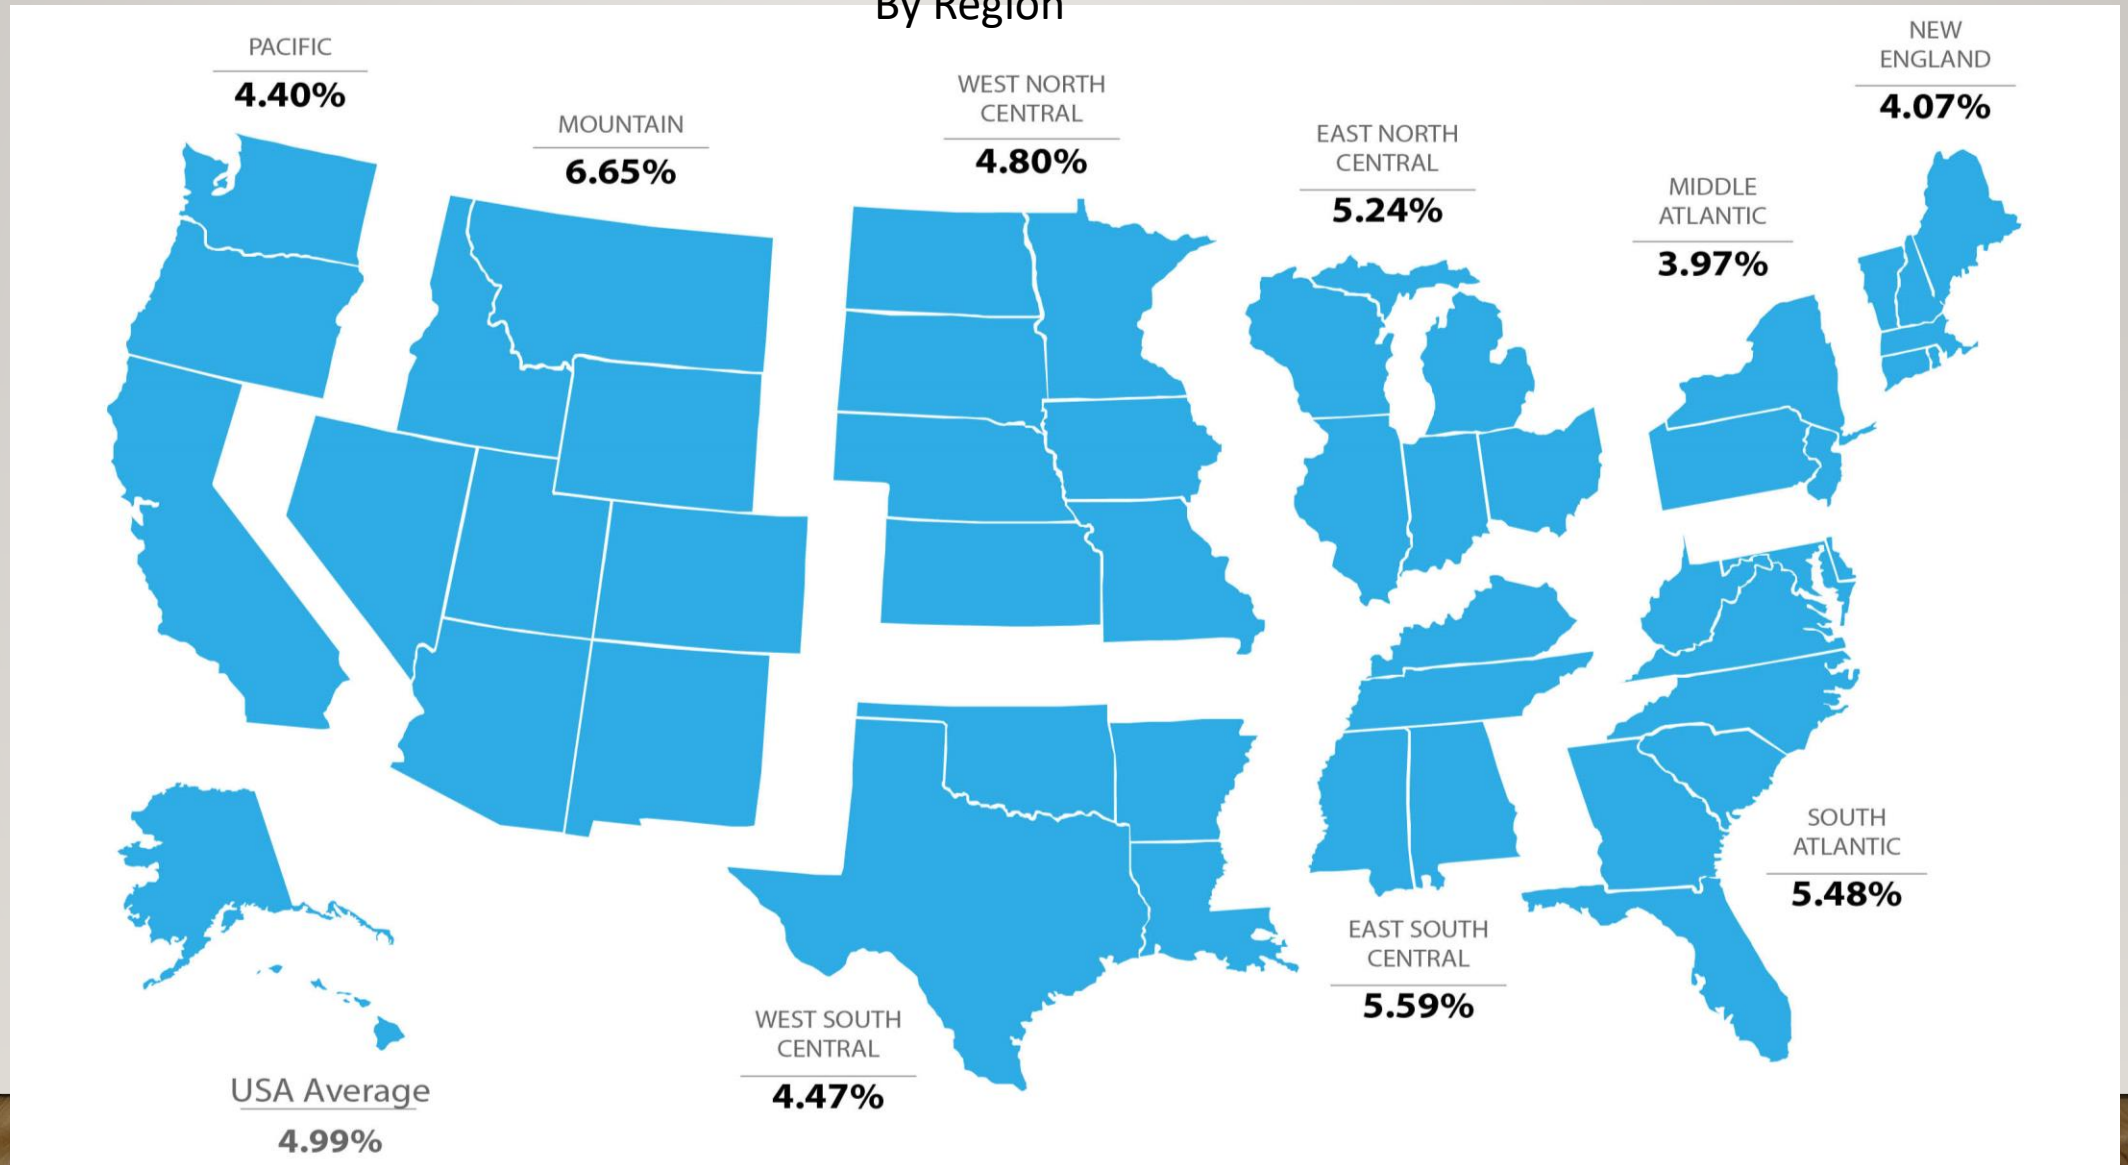 By Region
PACIFIC
4.40%
MOUNTAIN
6.65%
WEST NORTH
CENTRAL
4.80%
EAST NORTH
CENTRAL
5.24%
MIDDLE
ATLANTIC
3.97%
NEW
ENGLAND
4.07%
SOUTH
ATLANTIC
5.48%
EAST SOUTH
CENTRAL
5.59%
WEST SOUTH
CENTRAL
4.47%
USA Average
4.99%